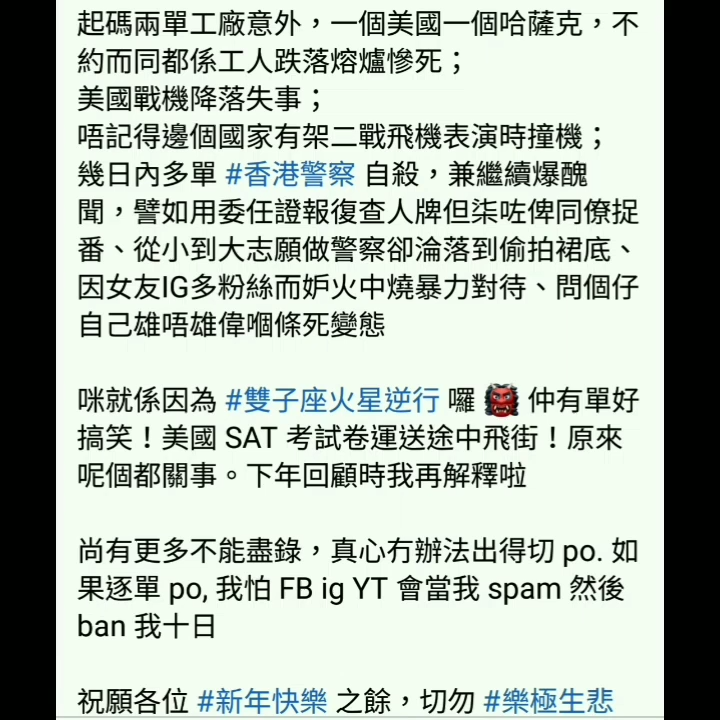 起碼兩單工廠意外，一個美國一個哈薩克，不
約而同都係工人跌落熔爐慘死；
美國戰機降落失事；
唔記得邊個國家有架二戰飛機表演時撞機；
幾日內多單 #香港警察 自殺，兼繼續爆醜
聞，譬如用委任證報復查人牌但柒咗俾同僚捉
番、從小到大志願做警察卻淪落到偷拍裙底、
因女友IG多粉絲而妒火中燒暴力對待、問個仔
自己雄唔雄偉嗰條死變態

咪就係因為 #雙子座火星逆行 囉 👹 仲有單好
搞笑！美國 SAT 考試卷運送途中飛街！原來
呢個都關事。下年回顧時我再解釋啦

尚有更多不能盡錄，真心冇辦法出得切 po. 如
果逐單 po, 我怕 FB ig YT 會當我 spam 然後
ban 我十日

祝願各位 #新年快樂 之餘，切勿 #樂極生悲